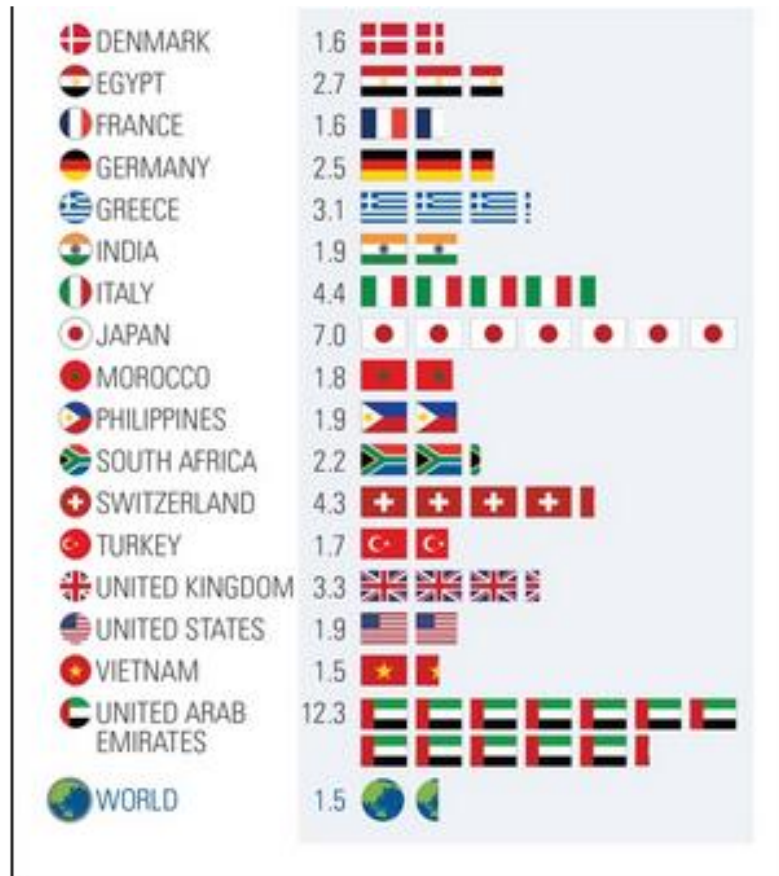 DENMARK 1.6
EGYPT 2.7
FRANCE 1.6
GERMANY 2.5
GREECE 3.1
INDIA 1.9
ITALY 4.4
JAPAN 7.0
MOROCCO 1.8
PHILIPPINES 1.9
SOUTH AFRICA 2.2
SWITZERLAND 4.3
TURKEY 1.7
UNITED KINGDOM 3.3
UNITED STATES 1.9
VIETNAM 1.5
UNITED ARAB 12.3
EMIRATES
WORLD 1.5